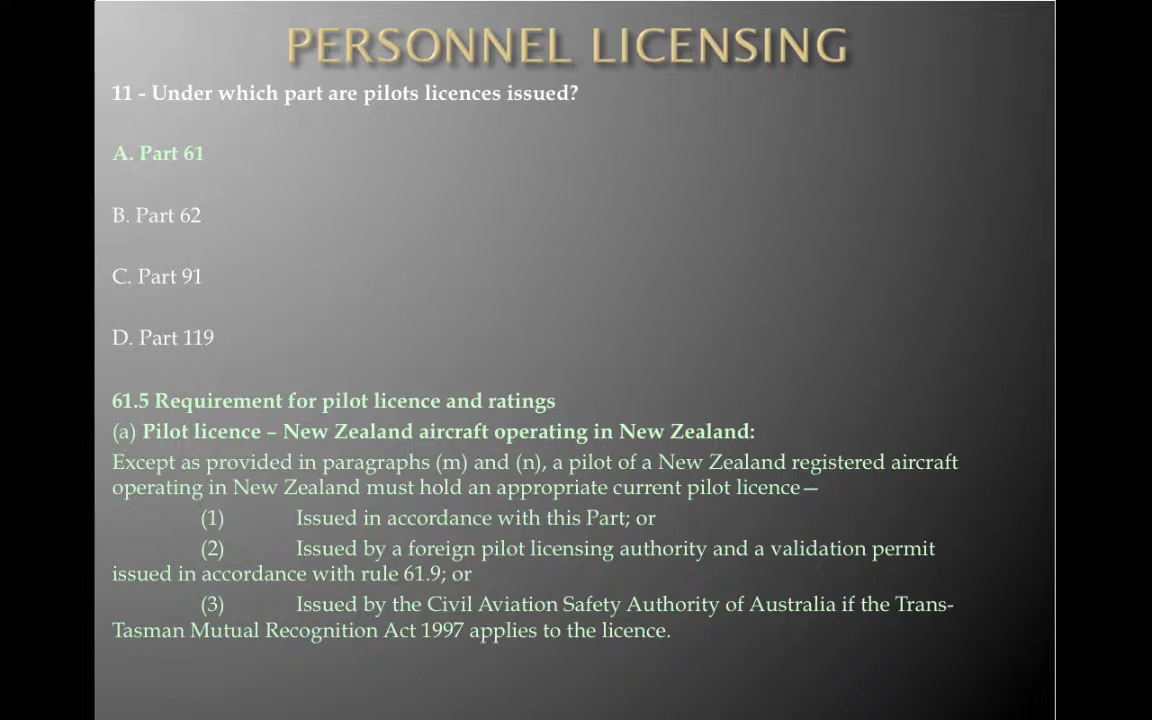 PERSONNEL LICENSING
11 - Under which part are pilots licences issued?
A. Part 61
B. Part 62
C. Part 91
D. Part 119
61.5 Requirement for pilot licence and ratings
(a) Pilot licence – New Zealand aircraft operating in New Zealand:
Except as provided in paragraphs (m) and (n), a pilot of a New Zealand registered aircraft
operating in New Zealand must hold an appropriate current pilot licence—
(1) Issued in accordance with this Part; or
(2) Issued by a foreign pilot licensing authority and a validation permit
issued in accordance with rule 61.9; or
(3) Issued by the Civil Aviation Safety Authority of Australia if the Trans-
Tasman Mutual Recognition Act 1997 applies to the licence.